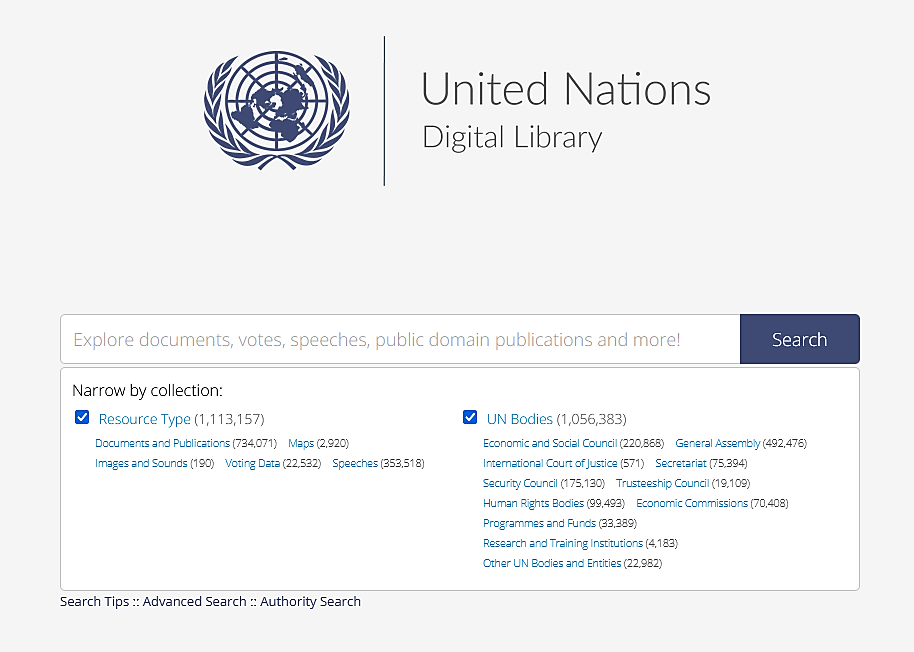 United Nations
Digital Library
Explore documents, votes, speeches, public domain publications and more!
Search
Narrow by collection:
Resource Type (1,113,157)
Documents and Publications (734,071) Maps (2,920)
Images and Sounds (190) Voting Data (22,532) Speeches (353,518)
UN Bodies (1,056,383)
Economic and Social Council (220,868) General Assembly (492,476)
International Court of Justice (571) Secretariat (75,394)
Security Council (175,130) Trusteeship Council (19,109)
Human Rights Bodies (99,493) Economic Commissions (70,408)
Programmes and Funds (33,389)
Research and Training Institutions (4,183)
Other UN Bodies and Entities (22,982)
Search Tips :: Advanced Search :: Authority Search